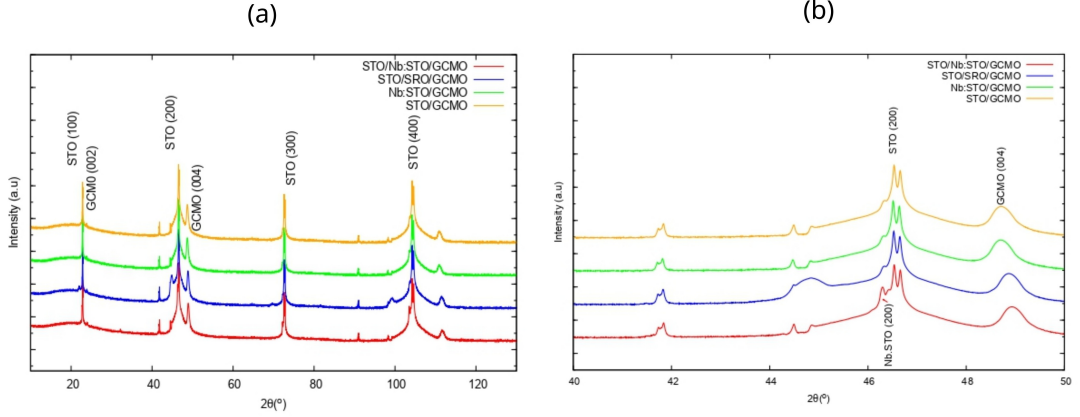 (a)
(b)
STO/Nb:STO/GCMO
STO/SRO/GCMO
Nb:STO/GCMO
STO/GCMO
STO (100)
GCM0 (002)
STO (200)
GCMO (004)
STO (300)
STO (400)
Intensity (a.u)
20
40
60
80
100
120
2θ(º)
STO/Nb:STO/GCMO
STO/SRO/GCMO
Nb:STO/GCMO
STO/GCMO
STO (200)
GCMO (004)
Nb:STO (200)
Intensity (a.u)
40
42
44
46
48
50
2θ(º)